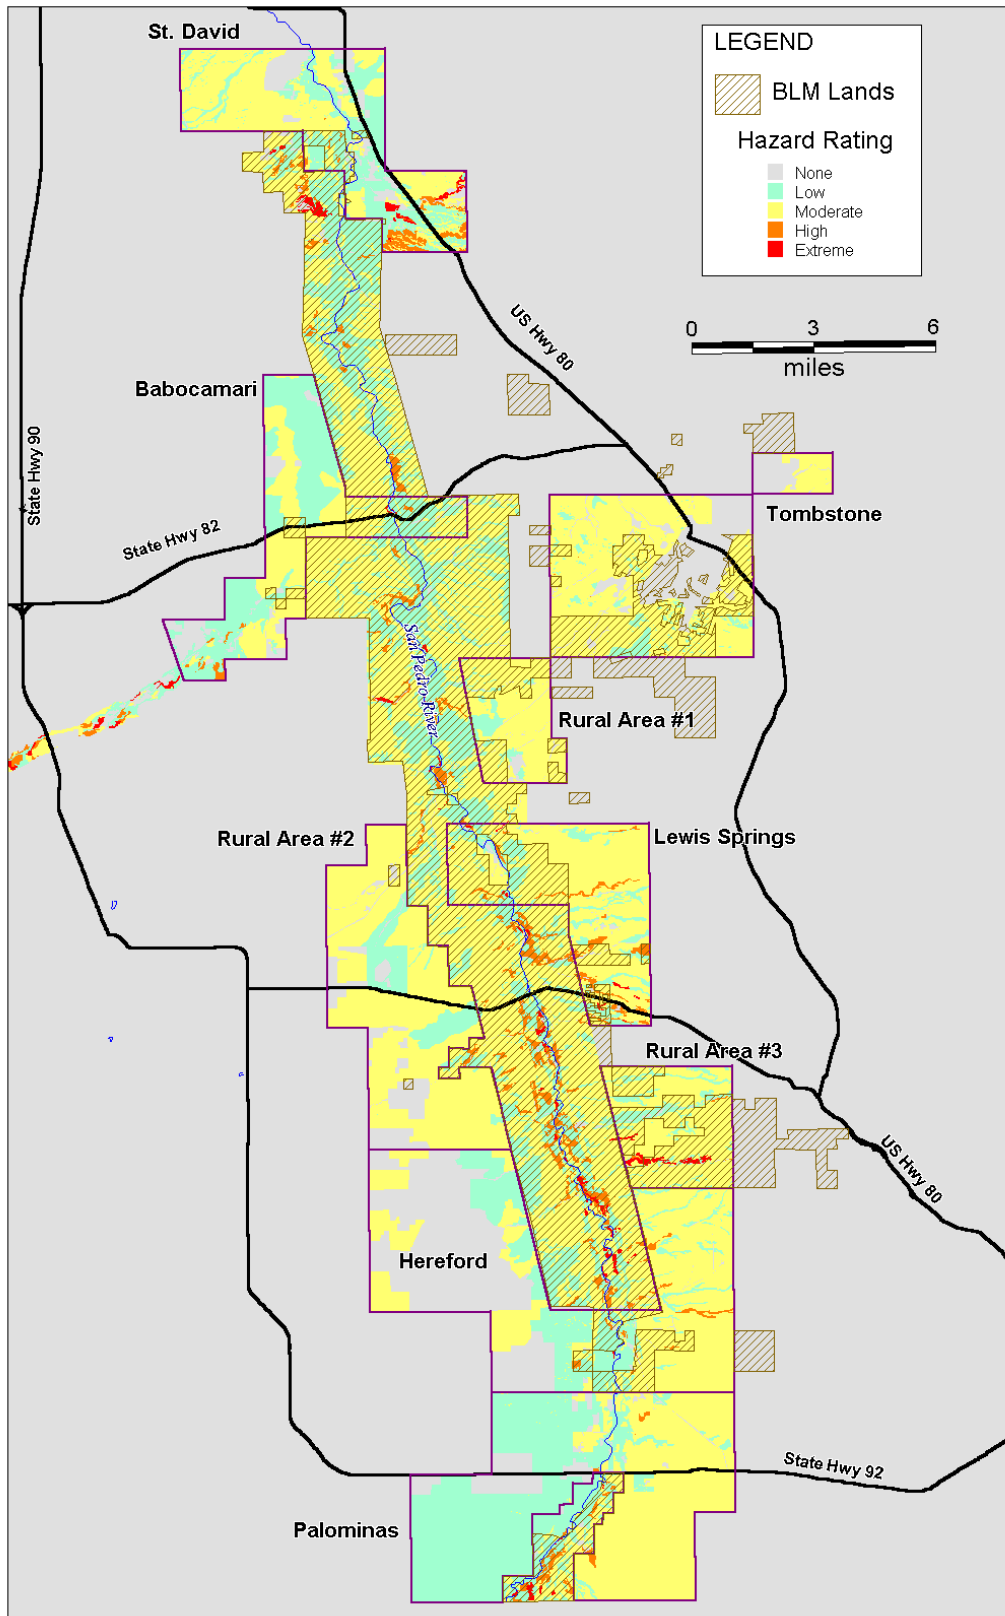 St. David
LEGEND
BLM Lands
Hazard Rating
None
Low
Moderate
High
Extreme
0 3 6
miles
US Hwy 80
Babocamari
State Hwy 90
State Hwy 82
Tombstone
San Pedro River
Rural Area #1
Rural Area #2
Lewis Springs
Rural Area #3
US Hwy 80
Hereford
State Hwy 92
Palominas